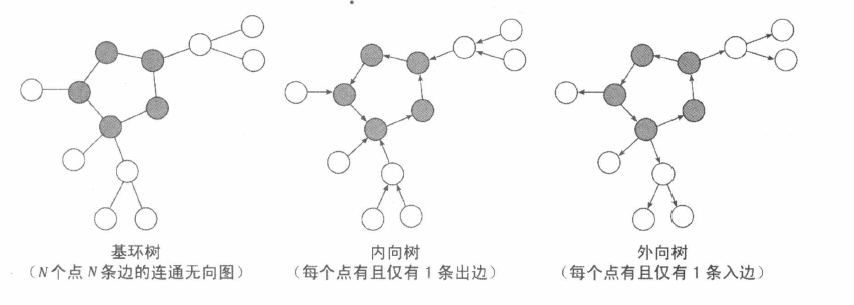 基环树
（N个点N条边的连通无向图）
内向树
（每个点有且仅有1条出边）
外向树
（每个点有且仅有1条入边）